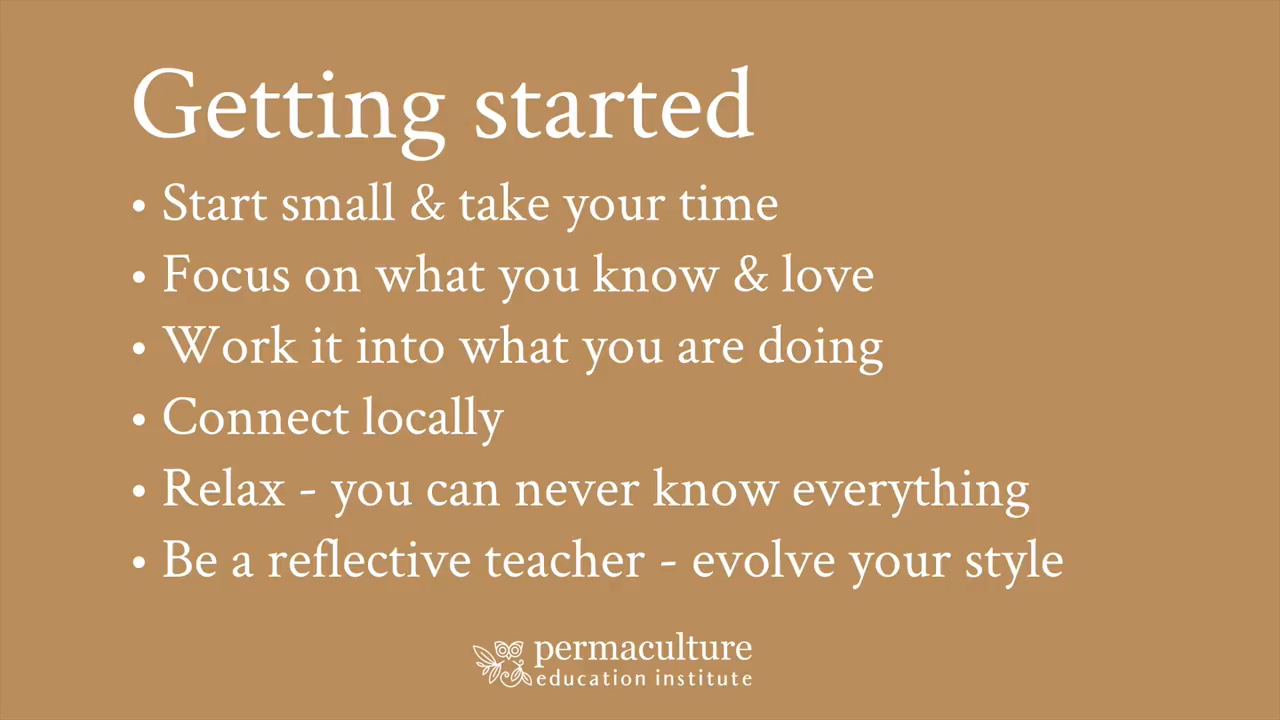 Getting started
• Start small & take your time
• Focus on what you know & love
• Work it into what you are doing
• Connect locally
• Relax - you can never know everything
• Be a reflective teacher - evolve your style
permaculture
education institute